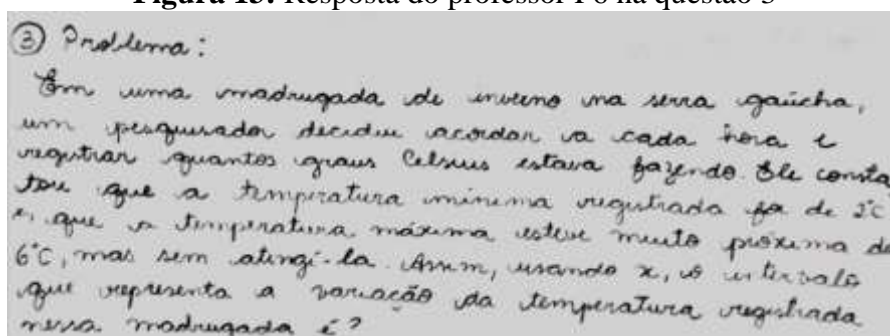 Figura 15: Resposta do professor P6 na questão 3
③ Problema:
Em uma madrugada de inverno na serra gaúcha,
um pesquisador decidiu acordar a cada hora e
registrar quantos graus Celsius estava fazendo. Ele consta
tou que a temperatura mínima registrada foi de 2°C
e, que a temperatura máxima esteve muito próxima de
6°C, mas sem atingi-la. Assim, usando x, o intervalo
que representa a variação da temperatura registrada
nessa madrugada é?